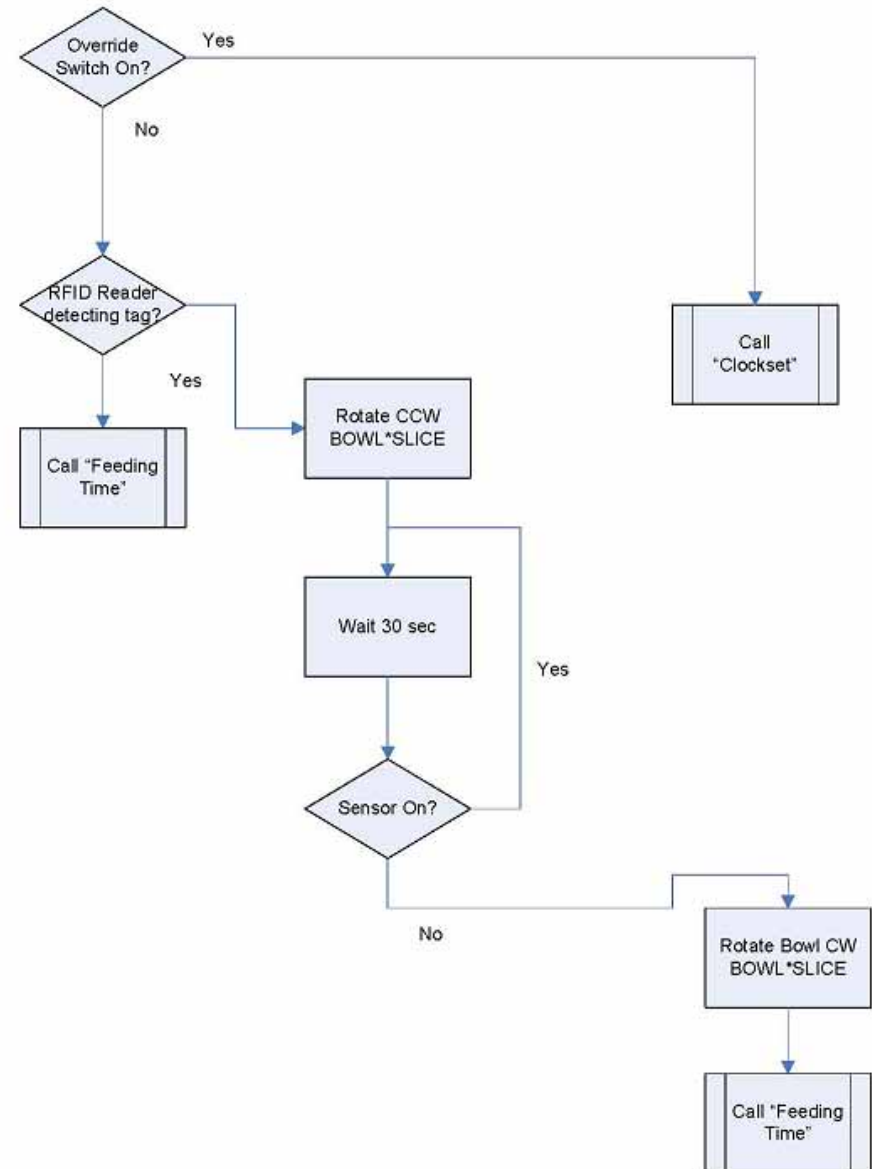 Override
Switch On?
Yes
No
RFID Reader
detecting tag?
Yes
Call
"Clockset"
Rotate CCW
BOWL*SLICE
Call “Feeding
Time”
Wait 30 sec
Yes
Sensor On?
No
Rotate Bowl CW
BOWL*SLICE
Call “Feeding
Time”